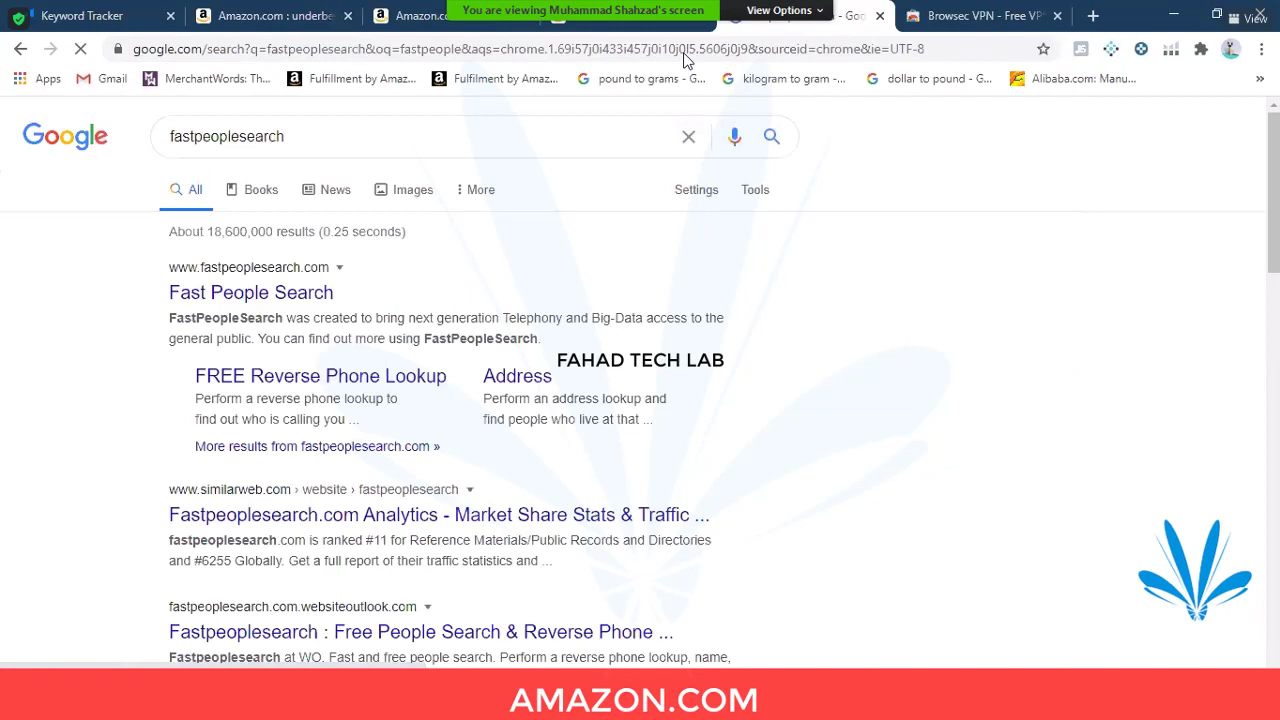 You are viewing Muhammad Shahzad's screen
View Options
Keyword Tracker
Amazon.com : underbe
Amazon.co
Goo
Browsec VPN - Free VP
View
google.com/search?q=fastpeoplesearch&oq=fastpeople&aqs=chrome.1.69i57j0i433i457j0i10j0l5.5606j0j9&sourceid=chrome&ie=UTF-8
Apps
Gmail
MerchantWords: Th...
Fulfillment by Amaz...
Fulfilment by Amaz...
pound to grams - G...
kilogram to gram -...
dollar to pound - G...
Alibaba.com: Manu...
Google
fastpeoplesearch
All
Books
News
Images
More
Settings
Tools
About 18,600,000 results (0.25 seconds)
www.fastpeoplesearch.com
Fast People Search
FastPeopleSearch was created to bring next generation Telephony and Big-Data access to the
general public. You can find out more using FastPeopleSearch.
FAHAD TECH LAB
FREE Reverse Phone Lookup
Perform a reverse phone lookup to
find out who is calling you ...
Address
Perform an address lookup and
find people who live at that ...
More results from fastpeoplesearch.com »
www.similarweb.com › website › fastpeoplesearch
Fastpeoplesearch.com Analytics - Market Share Stats & Traffic ...
fastpeoplesearch.com is ranked #11 for Reference Materials/Public Records and Directories
and #6255 Globally. Get a full report of their traffic statistics and ...
fastpeoplesearch.com.websiteoutlook.com
Fastpeoplesearch : Free People Search & Reverse Phone ...
Fastpeoplesearch at WO. Fast and free people search. Perform a reverse phone lookup, name,
AMAZON.COM